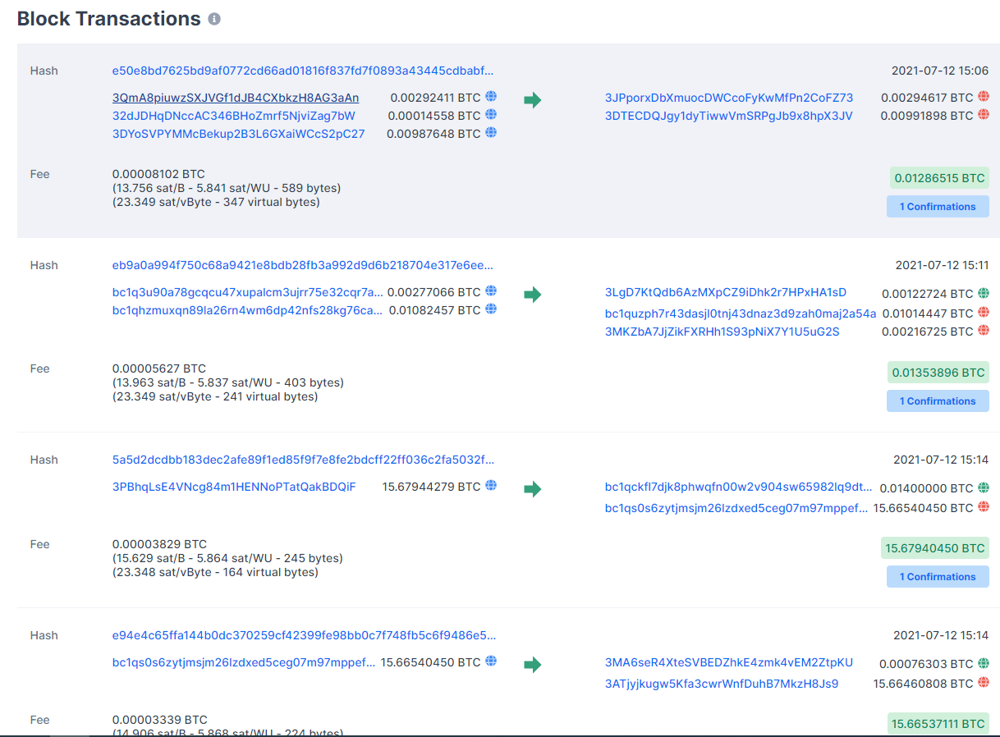 Block Transactions
Hash e50e8bd7625bd9af0772cd66ad01816f837fd7f0893a43445cdbabf... 2021-07-12 15:06
3QmA8piuwzSXJVGf1dJB4CXbkzH8AG3aAn 0.00292411 BTC 3JPporxDbXmuocDWCcoFyKwMfPn2CoFZ73 0.00294617 BTC
32dJDHqDNccAC346BHoZmrf5NjviZag7bW 0.00014558 BTC 3DTECDQJgy1dyTiwwVmSRPgJb9x8hpX3JV 0.00991898 BTC
3DYoSVPYMMcBekup2B3L6GXaiWCcS2pC27 0.00987648 BTC
Fee 0.00008102 BTC 0.01286515 BTC
(13.756 sat/B - 5.841 sat/WU - 589 bytes)
(23.349 sat/vByte - 347 virtual bytes) 1 Confirmations
Hash eb9a0a994f750c68a9421e8bdb28fb3a992d9d6b218704e317e6ee... 2021-07-12 15:11
bc1q3u90a78gcqcu47xupalcm3ujrr75e32cqr7a... 0.00277066 BTC 3LgD7KtQdb6AzMXpCZ9iDhk2r7HPxHA1sD 0.00122724 BTC
bc1qhzmuxqn89la26rn4wm6dp42nfs28kg76ca... 0.01082457 BTC bc1quzph7r43dasjl0tnj43dnaz3d9zah0maj2a54a 0.01014447 BTC
3MKZbA7JjZikFXRHh1S93pNiX7Y1U5uG2S 0.00216725 BTC
Fee 0.00005627 BTC 0.01353896 BTC
(13.963 sat/B - 5.837 sat/WU - 403 bytes)
(23.349 sat/vByte - 241 virtual bytes) 1 Confirmations
Hash 5a5d2dcdbb183dec2afe89f1ed85f9f7e8fe2bdcff22ff036c2fa5032f... 2021-07-12 15:14
3PBhqLsE4VNcg84m1HENNoPTatQakBDQiF 15.67944279 BTC bc1qckfl7djk8phwqfn00w2v904sw65982lq9dt... 0.01400000 BTC
bc1qs0s6zytjmsjm26lzdxed5ceg07m97mppef... 15.66540450 BTC
Fee 0.00003829 BTC 15.67940450 BTC
(15.629 sat/B - 5.864 sat/WU - 245 bytes)
(23.348 sat/vByte - 164 virtual bytes) 1 Confirmations
Hash e94e4c65ffa144b0dc370259cf42399fe98bb0c7f748fb5c6f9486e5... 2021-07-12 15:14
bc1qs0s6zytjmsjm26lzdxed5ceg07m97mppef... 15.66540450 BTC 3MA6seR4XteSVBEDZhkE4zmk4vEM2ZtpKU 0.00076303 BTC
3ATjyjkugw5Kfa3cwrWnfDuhB7MkzH8Js9 15.66460808 BTC
Fee 0.00003339 BTC 15.66537111 BTC
(14.906 sat/B - 5.868 sat/WU - 224 bytes)